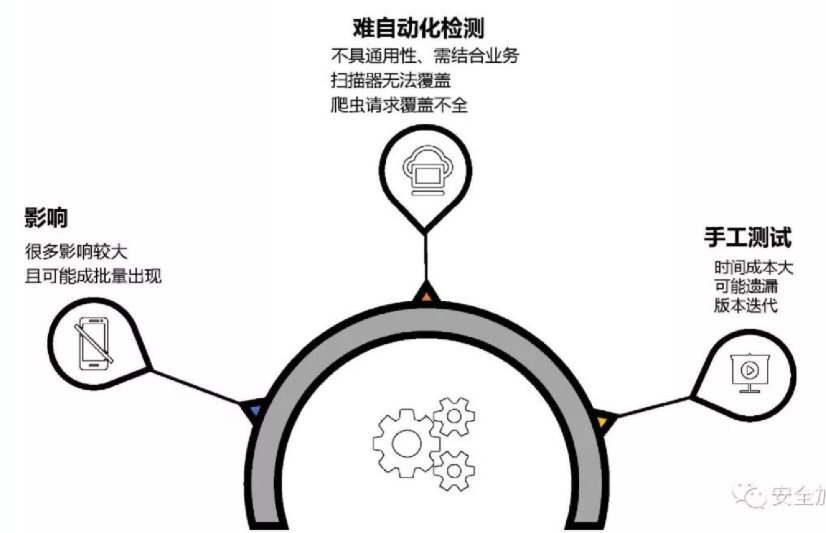 难自动化检测
不具通用性、需结合业务
扫描器无法覆盖
爬虫请求覆盖不全
影响
很多影响较大
且可能成批量出现
手工测试
时间成本大
可能遗漏
版本迭代
安全加